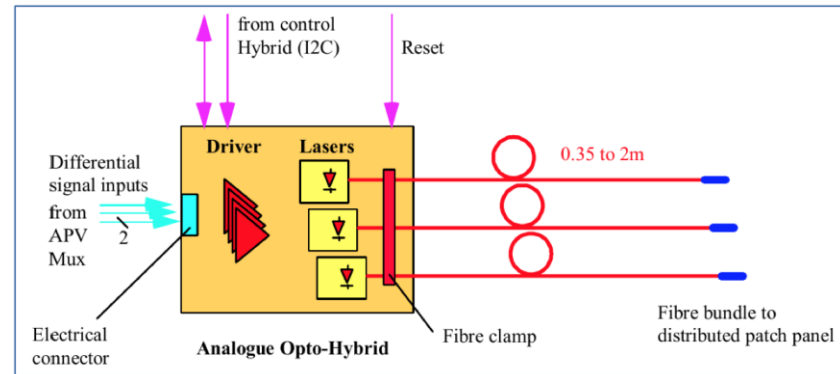 from control
Hybrid (I2C)
Reset
Driver
Lasers
0.35 to 2m
Differential
signal inputs
from
APV
Mux
2
Electrical
connector
Analogue Opto-Hybrid
Fibre clamp
Fibre bundle to
distributed patch panel